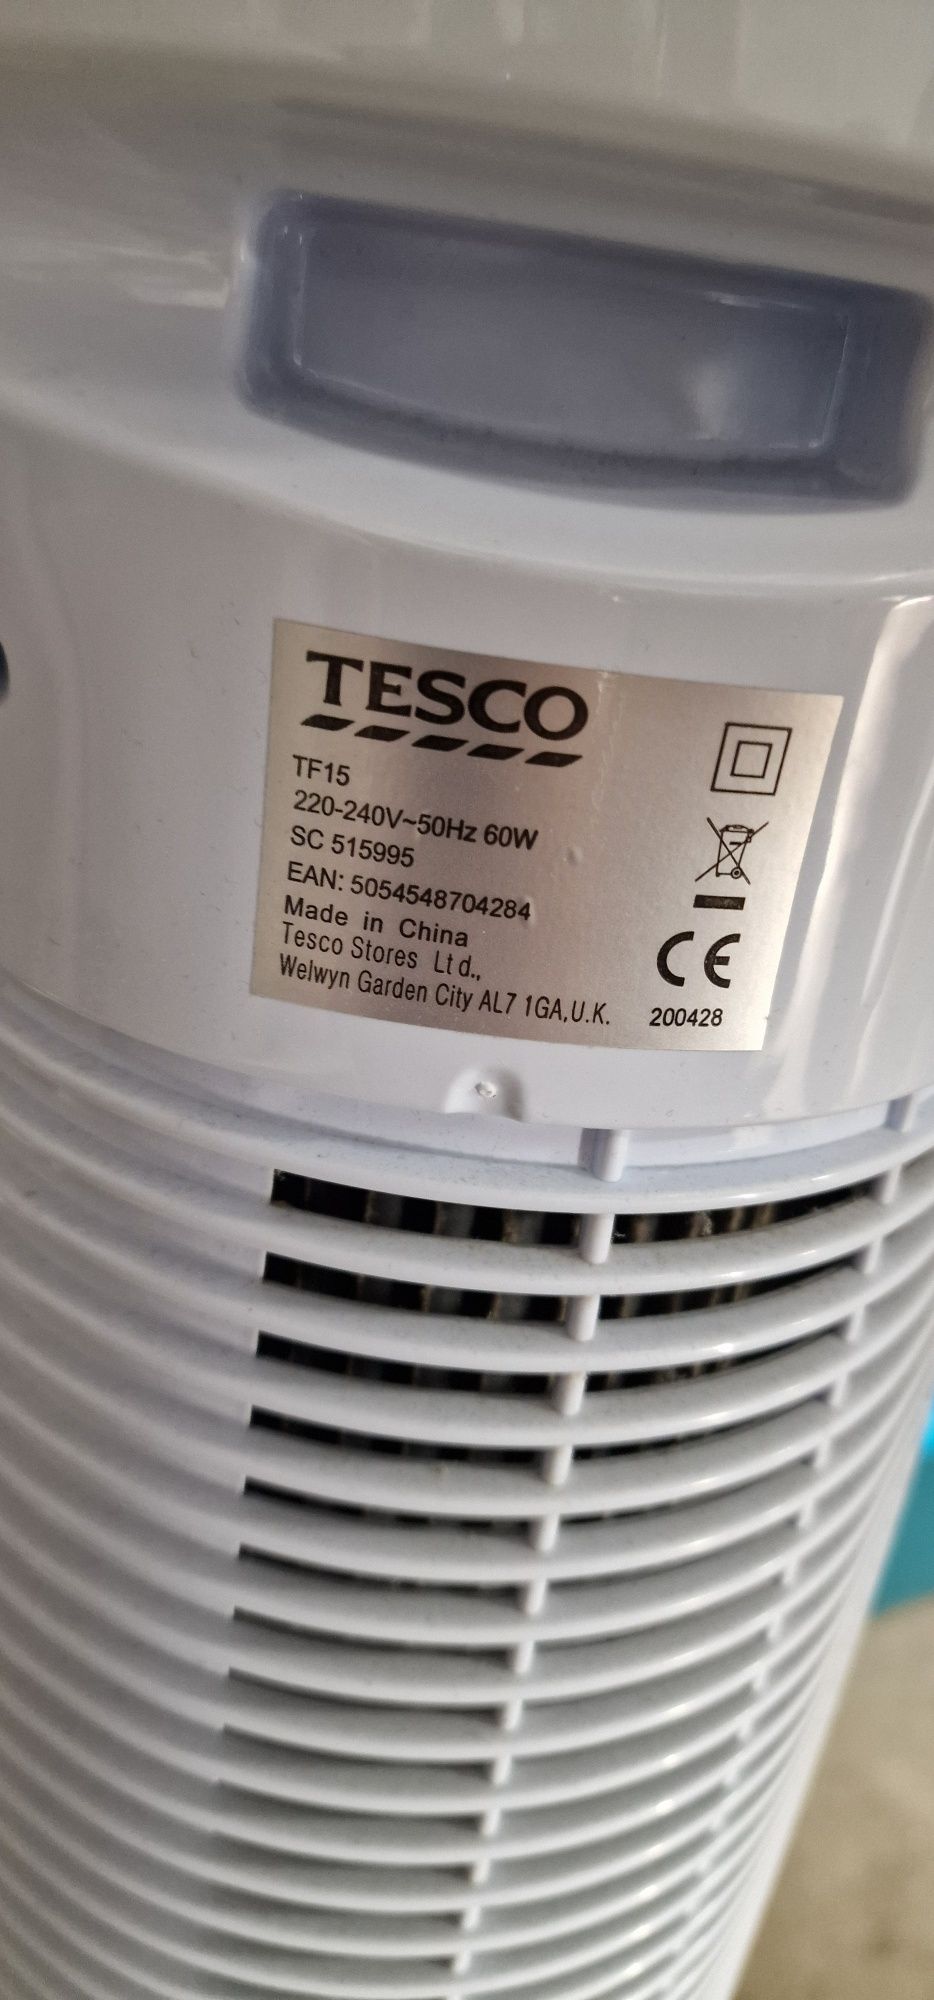 TESCO
TF15
220-240V~50Hz 60W
SC 515995
EAN: 5054548704284
Made in China
Tesco Stores Ltd.,
Welwyn Garden City AL7 1GA,U.K.
CE
200428